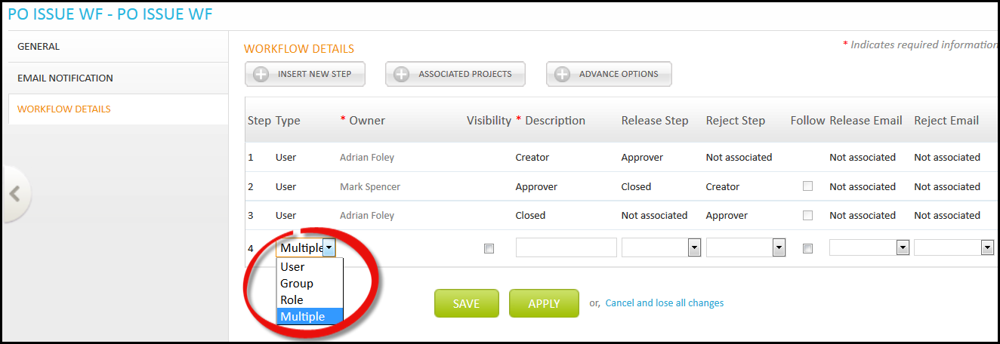 PO ISSUE WF - PO ISSUE WF
GENERAL
EMAIL NOTIFICATION
WORKFLOW DETAILS
WORKFLOW DETAILS
* Indicates required information
INSERT NEW STEP ASSOCIATED PROJECTS ADVANCE OPTIONS
Step Type * Owner Visibility * Description Release Step Reject Step Follow Release Email Reject Email
1 User Adrian Foley Creator Approver Not associated Not associated Not associated
2 User Mark Spencer Approver Closed Creator Not associated Not associated
3 User Adrian Foley Closed Not associated Approver Not associated Not associated
4 Multiple
User
Group
Role
Multiple
SAVE APPLY or, Cancel and lose all changes